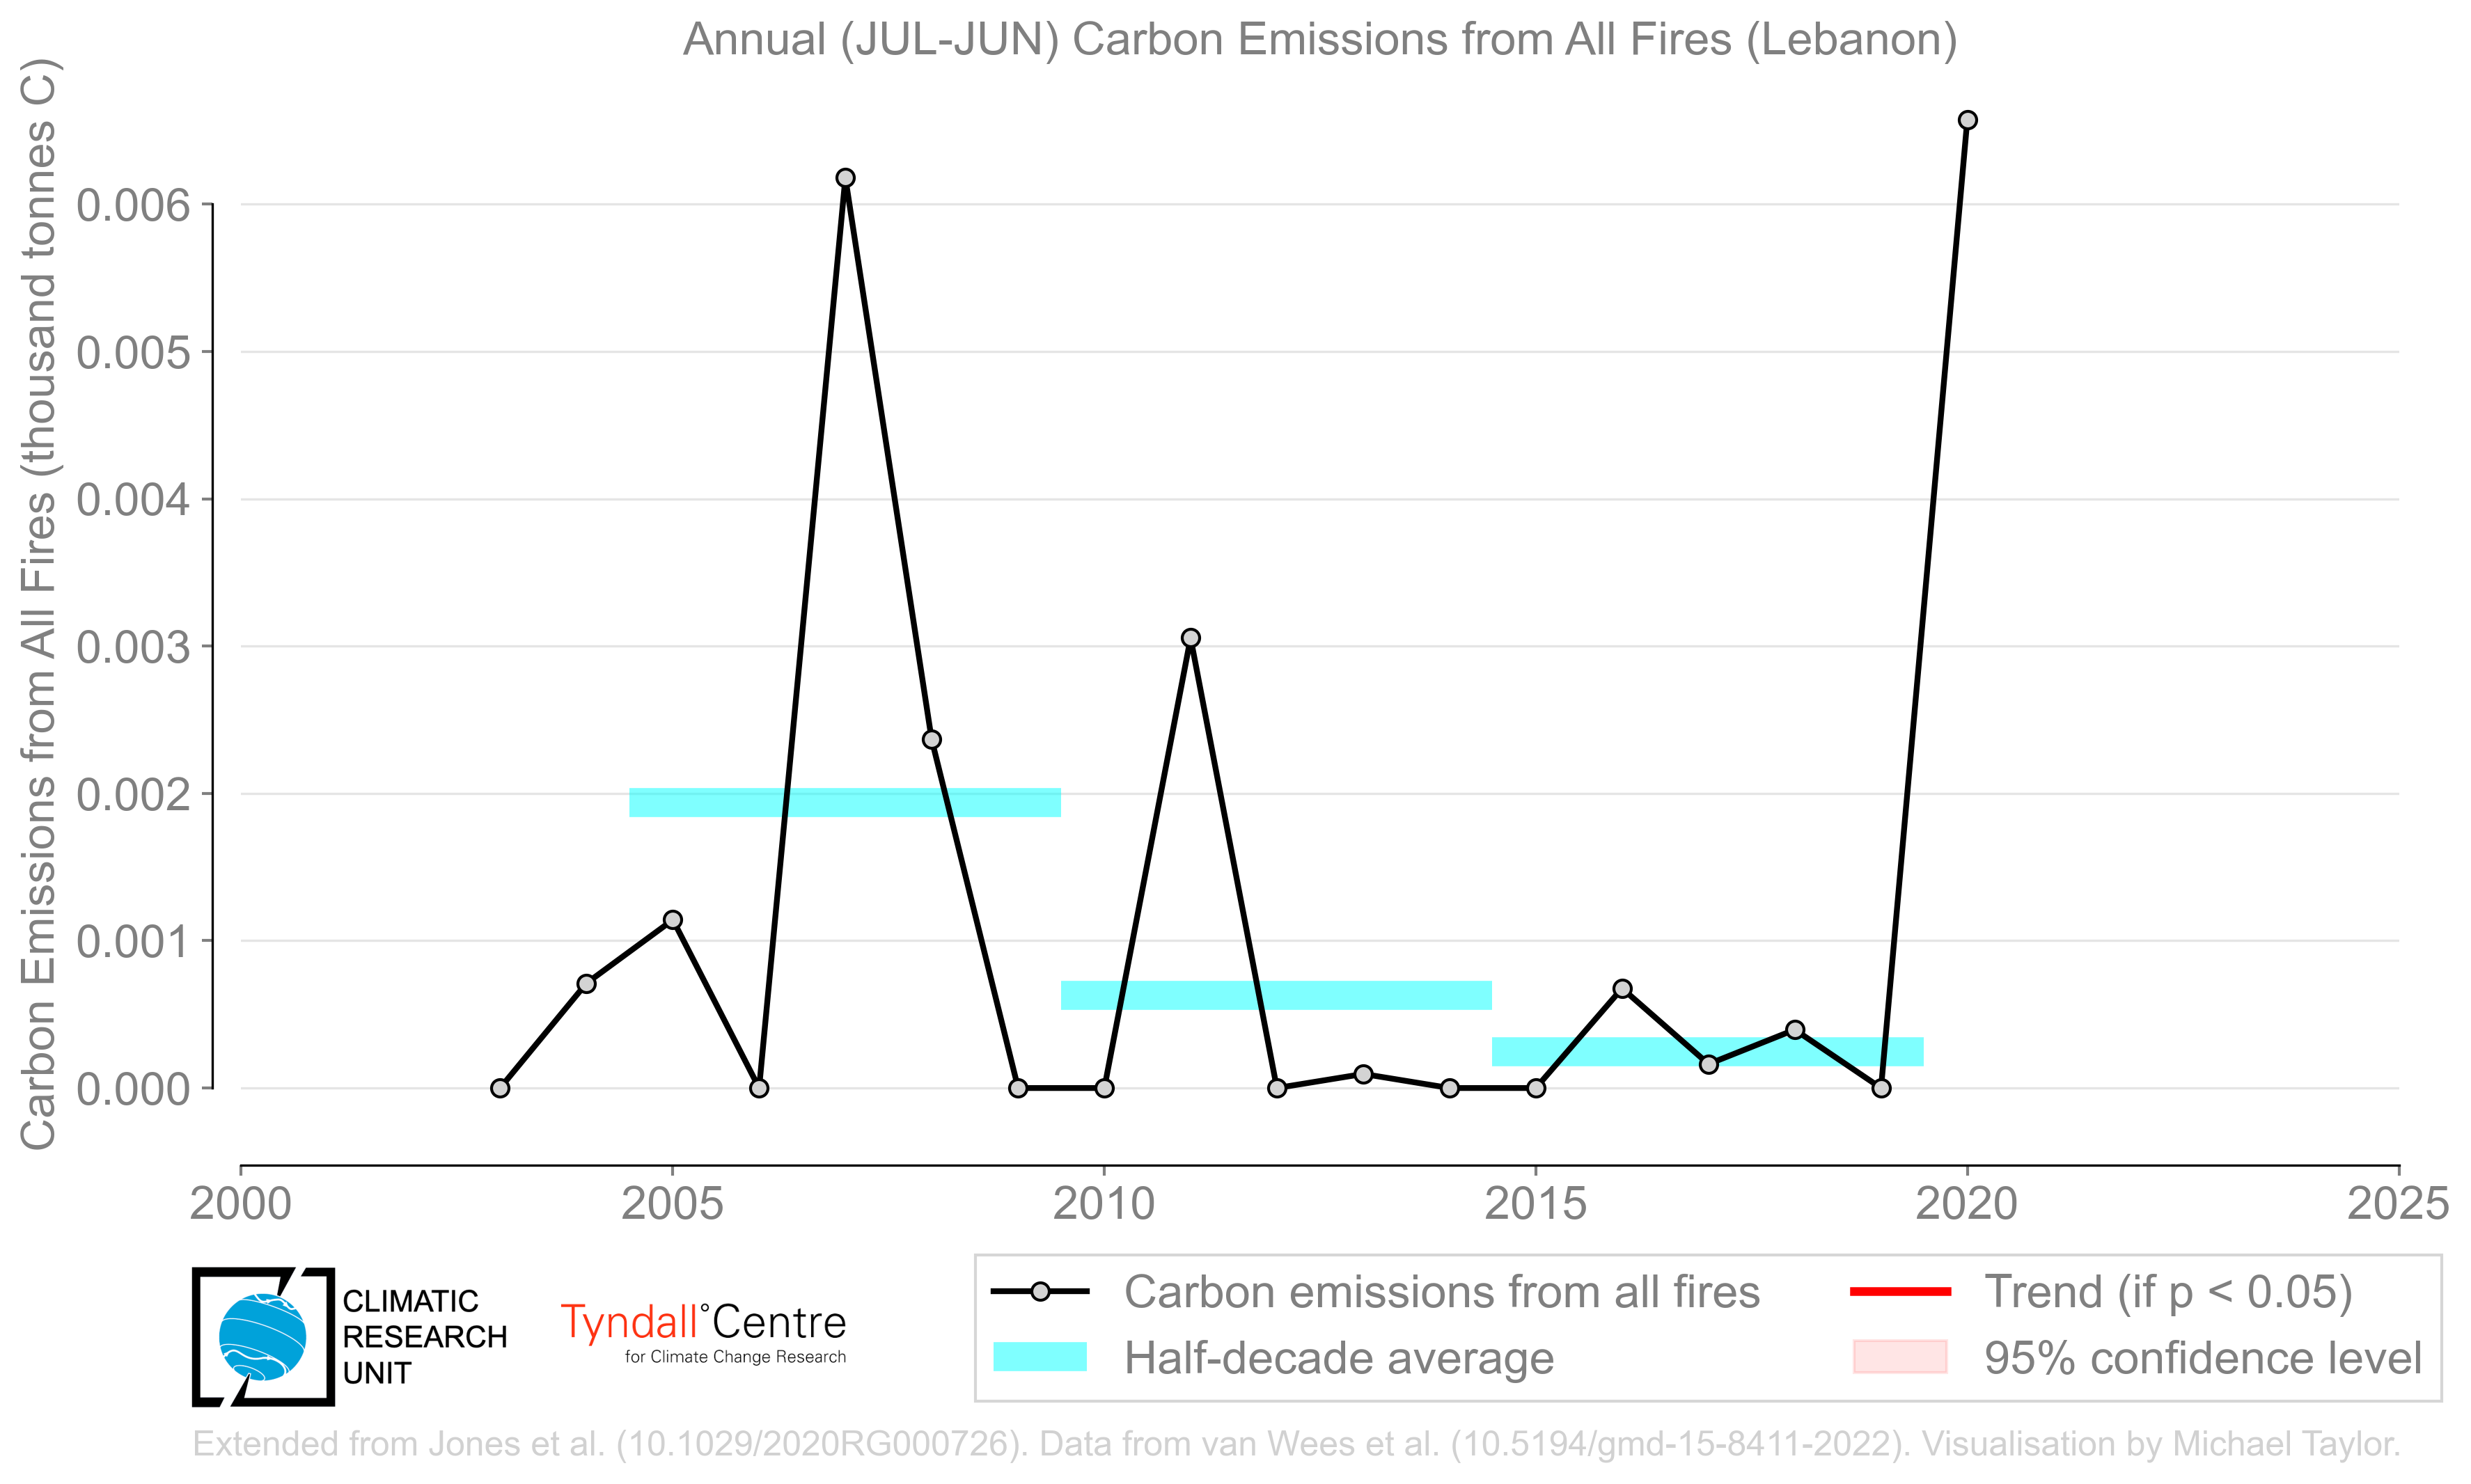 Annual (JUL-JUN) Carbon Emissions from All Fires (Lebanon)
Carbon Emissions from All Fires (thousand tonnes C)
0.006
0.005
0.004
0.003
0.002
0.001
0.000
2000 2005 2010 2015 2020 2025
CLIMATIC
RESEARCH
UNIT
Tyndall°Centre
for Climate Change Research
Carbon emissions from all fires
Half-decade average
Trend (if p < 0.05)
95% confidence level
Extended from Jones et al. (10.1029/2020RG000726). Data from van Wees et al. (10.5194/gmd-15-8411-2022). Visualisation by Michael Taylor.